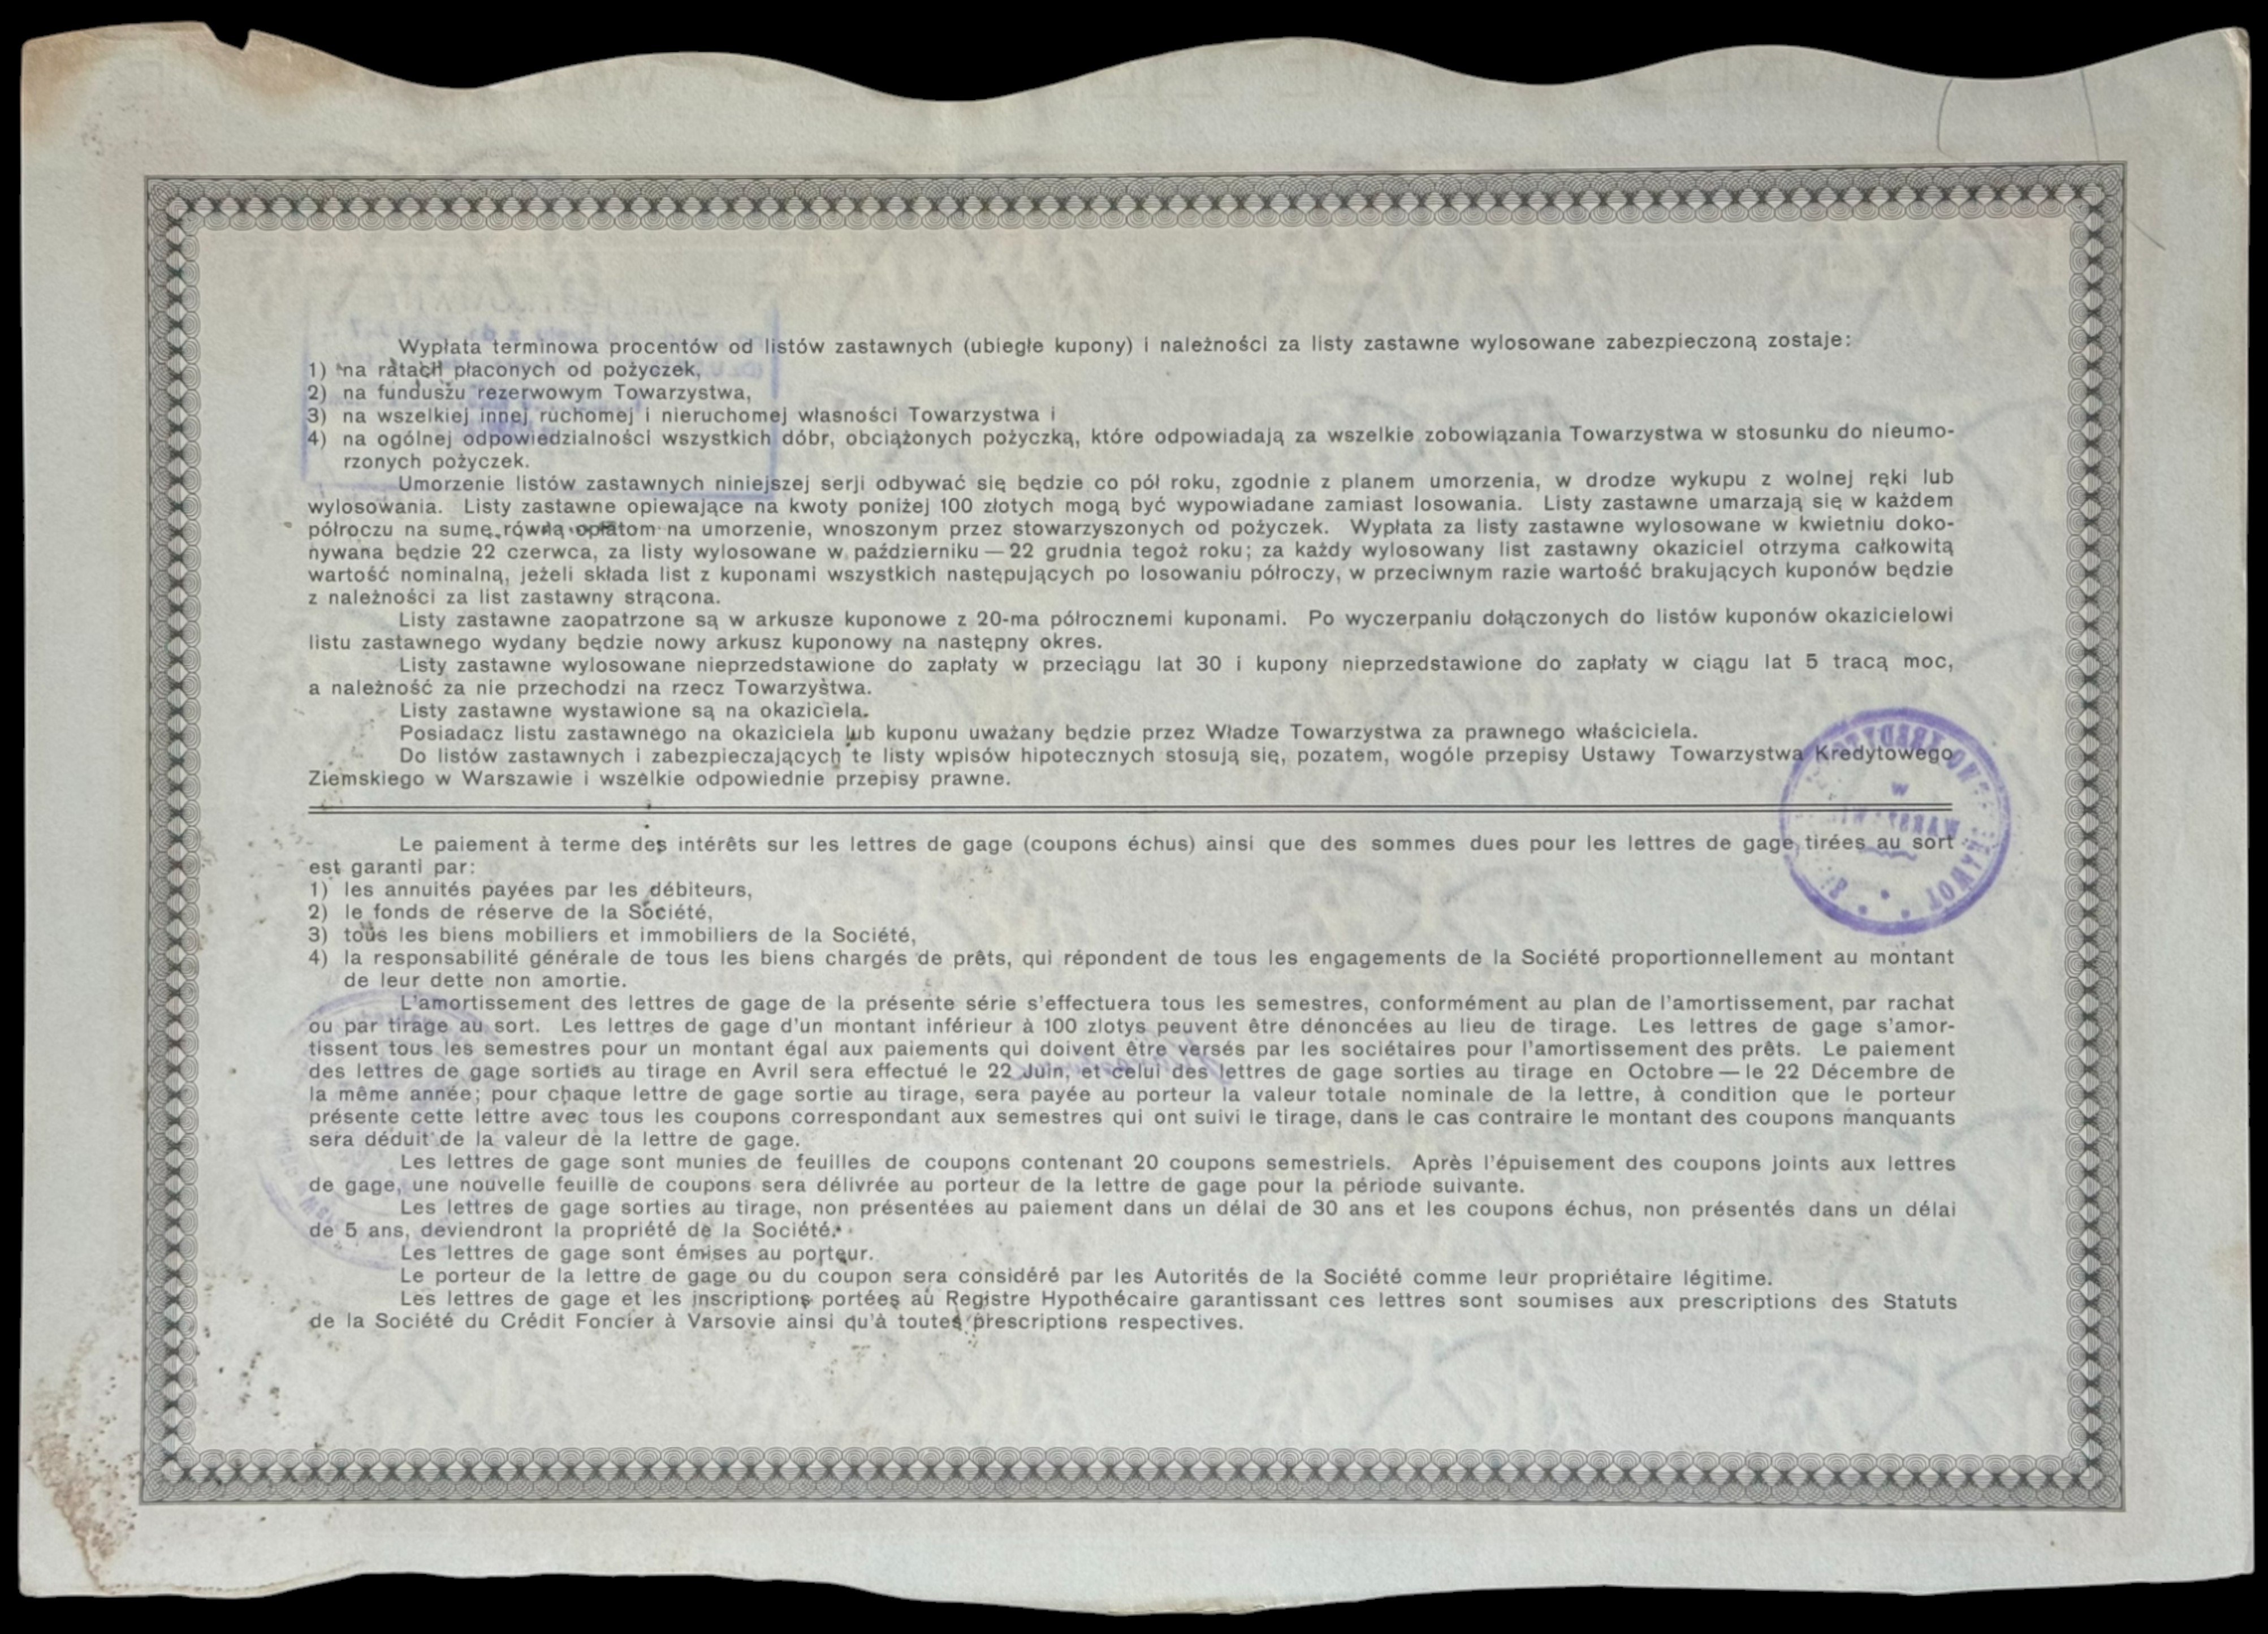 Wypłata terminowa procentów od listów zastawnych (ubiegłe kupony) i należności za listy zastawne wylosowane zabezpieczoną zostaje:
1) na ratach płaconych od pożyczek,
2) na funduszu rezerwowym Towarzystwa,
3) na wszelkiej innej ruchomej i nieruchomej własności Towarzystwa i
4) na ogólnej odpowiedzialności wszystkich dóbr, obciążonych pożyczką, które odpowiadają za wszelkie zobowiązania Towarzystwa w stosunku do nieumo-
rzonych pożyczek.
Umorzenie listów zastawnych niniejszej serji odbywać się będzie co pół roku, zgodnie z planem umorzenia, w drodze wykupu z wolnej ręki lub
wylosowania. Listy zastawne opiewające na kwoty poniżej 100 złotych mogą być wypowiadane zamiast losowania. Listy zastawne umarzają się w każdem
półroczu na sumę równą opłatom na umorzenie, wnoszonym przez stowarzyszonych od pożyczek. Wypłata za listy zastawne wylosowane w kwietniu doko-
nywana będzie 22 czerwca, za listy wylosowane w październiku — 22 grudnia tegoż roku; za każdy wylosowany list zastawny okaziciel otrzyma całkowitą
wartość nominalną, jeżeli składa list z kuponami wszystkich następujących po losowaniu półroczy, w przeciwnym razie wartość brakujących kuponów będzie
z należności za list zastawny strącona.
Listy zastawne zaopatrzone są w arkusze kuponowe z 20-ma półrocznemi kuponami. Po wyczerpaniu dołączonych do listów kuponów okazicielowi
listu zastawnego wydany będzie nowy arkusz kuponowy na następny okres.
Listy zastawne wylosowane nieprzedstawione do zapłaty w przeciągu lat 30 i kupony nieprzedstawione do zapłaty w ciągu lat 5 tracą moc,
a należność za nie przechodzi na rzecz Towarzystwa.
Listy zastawne wystawione są na okaziciela.
Posiadacz listu zastawnego na okaziciela lub kuponu uważany będzie przez Władze Towarzystwa za prawnego właściciela.
Do listów zastawnych i zabezpieczających te listy wpisów hipotecznych stosują się, pozatem, wogóle przepisy Ustawy Towarzystwa Kredytowego
Ziemskiego w Warszawie i wszelkie odpowiednie przepisy prawne.
Le paiement à terme des intérêts sur les lettres de gage (coupons échus) ainsi que des sommes dues pour les lettres de gage tirées au sort
est garanti par:
1) les annuités payées par les débiteurs,
2) le fonds de réserve de la Société,
3) tous les biens mobiliers et immobiliers de la Société,
4) la responsabilité générale de tous les biens chargés de prêts, qui répondent de tous les engagements de la Société proportionnellement au montant
de leur dette non amortie.
L'amortissement des lettres de gage de la présente série s'effectuera tous les semestres, conformément au plan de l'amortissement, par rachat
ou par tirage au sort. Les lettres de gage d'un montant inférieur à 100 zlotys peuvent être dénoncées au lieu de tirage. Les lettres de gage s'amor-
tissent tous les semestres pour un montant égal aux paiements qui doivent être versés par les sociétaires pour l'amortissement des prêts. Le paiement
des lettres de gage sorties au tirage en Avril sera effectué le 22 Juin, et celui des lettres de gage sorties au tirage en Octobre — le 22 Décembre de
la même année; pour chaque lettre de gage sortie au tirage, sera payée au porteur la valeur totale nominale de la lettre, à condition que le porteur
présente cette lettre avec tous les coupons correspondant aux semestres qui ont suivi le tirage, dans le cas contraire le montant des coupons manquants
sera déduit de la valeur de la lettre de gage.
Les lettres de gage sont munies de feuilles de coupons contenant 20 coupons semestriels. Après l'épuisement des coupons joints aux lettres
de gage, une nouvelle feuille de coupons sera délivrée au porteur de la lettre de gage pour la période suivante.
Les lettres de gage sorties au tirage, non présentées au paiement dans un délai de 30 ans et les coupons échus, non présentés dans un délai
de 5 ans, deviendront la propriété de la Société.
Les lettres de gage sont émises au porteur.
Le porteur de la lettre de gage ou du coupon sera considéré par les Autorités de la Société comme leur propriétaire légitime.
Les lettres de gage et les inscriptions portées au Registre Hypothécaire garantissant ces lettres sont soumises aux prescriptions des Statuts
de la Société du Crédit Foncier à Varsovie ainsi qu'à toutes prescriptions respectives.